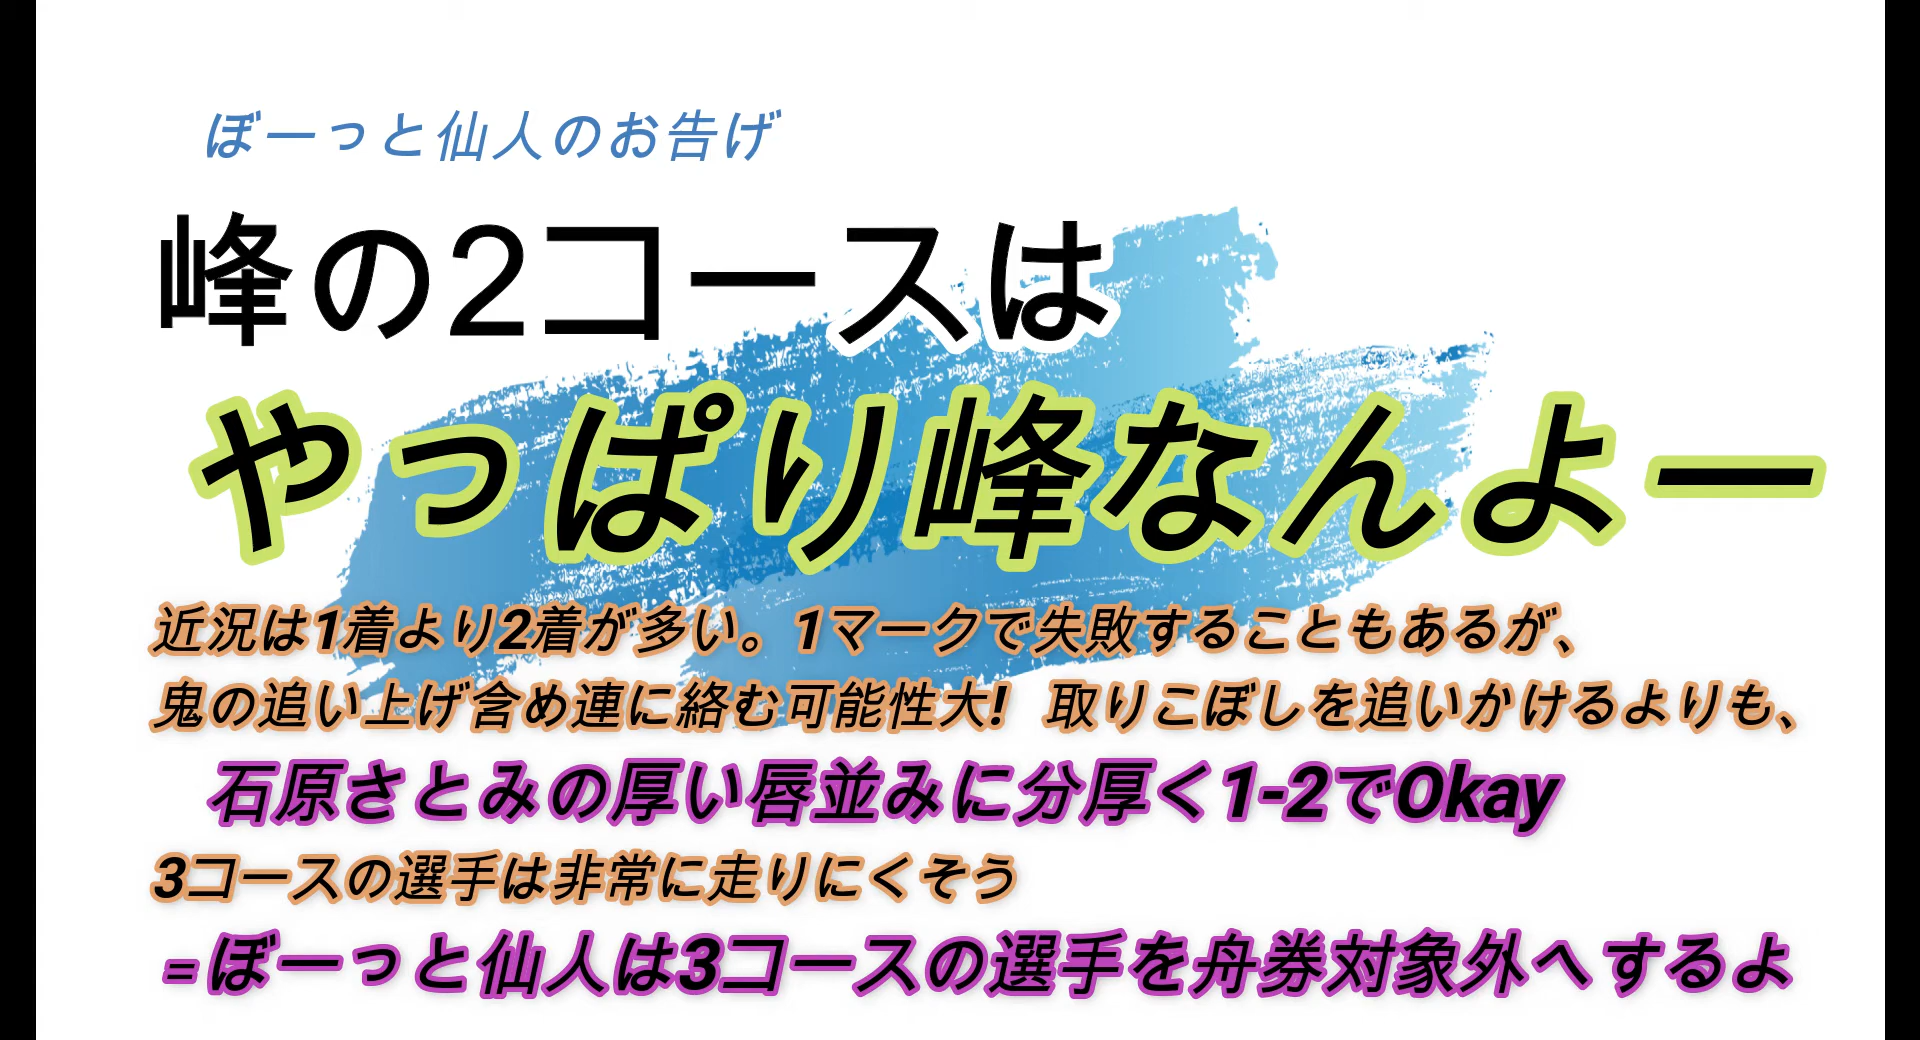 ぼーっと仙人のお告げ
峰の2コースは
やっぱり峰なんよー
近況は1着より2着が多い。1マークで失敗することもあるが、
鬼の追い上げ含め連に絡む可能性大! 取りこぼしを追いかけるよりも、
石原さとみの厚い唇並みに分厚く1-2でOkay
3コースの選手は非常に走りにくそう
=ぼーっと仙人は3コースの選手を舟券対象外へするよ